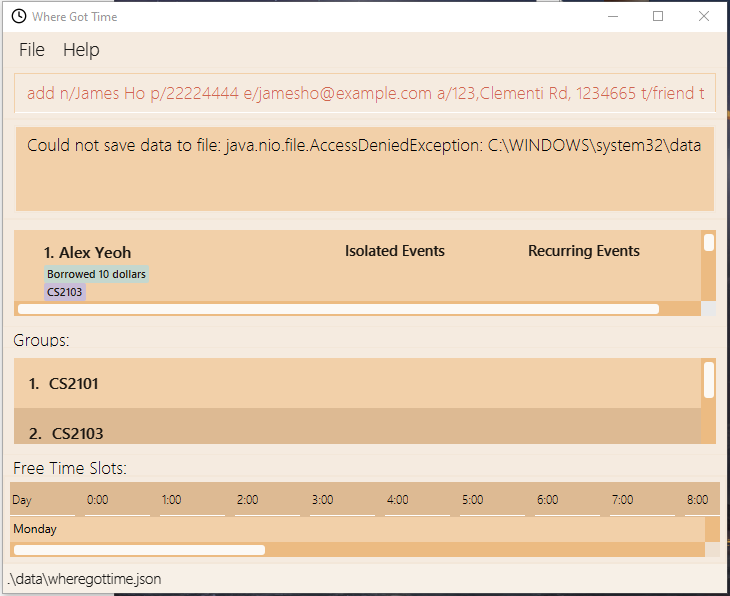 Where Got Time
File Help
add n/James Ho p/22224444 e/jamesho@example.com a/123,Clementi Rd, 1234665 t/friend t
Could not save data to file: java.nio.file.AccessDeniedException: C:\WINDOWS\system32\data
1. Alex Yeoh Isolated Events Recurring Events
Borrowed 10 dollars
CS2103
Groups:
1. CS2101
2. CS2103
Free Time Slots:
Day 0:00 1:00 2:00 3:00 4:00 5:00 6:00 7:00 8:00
Monday
.\data\wheregottime.json